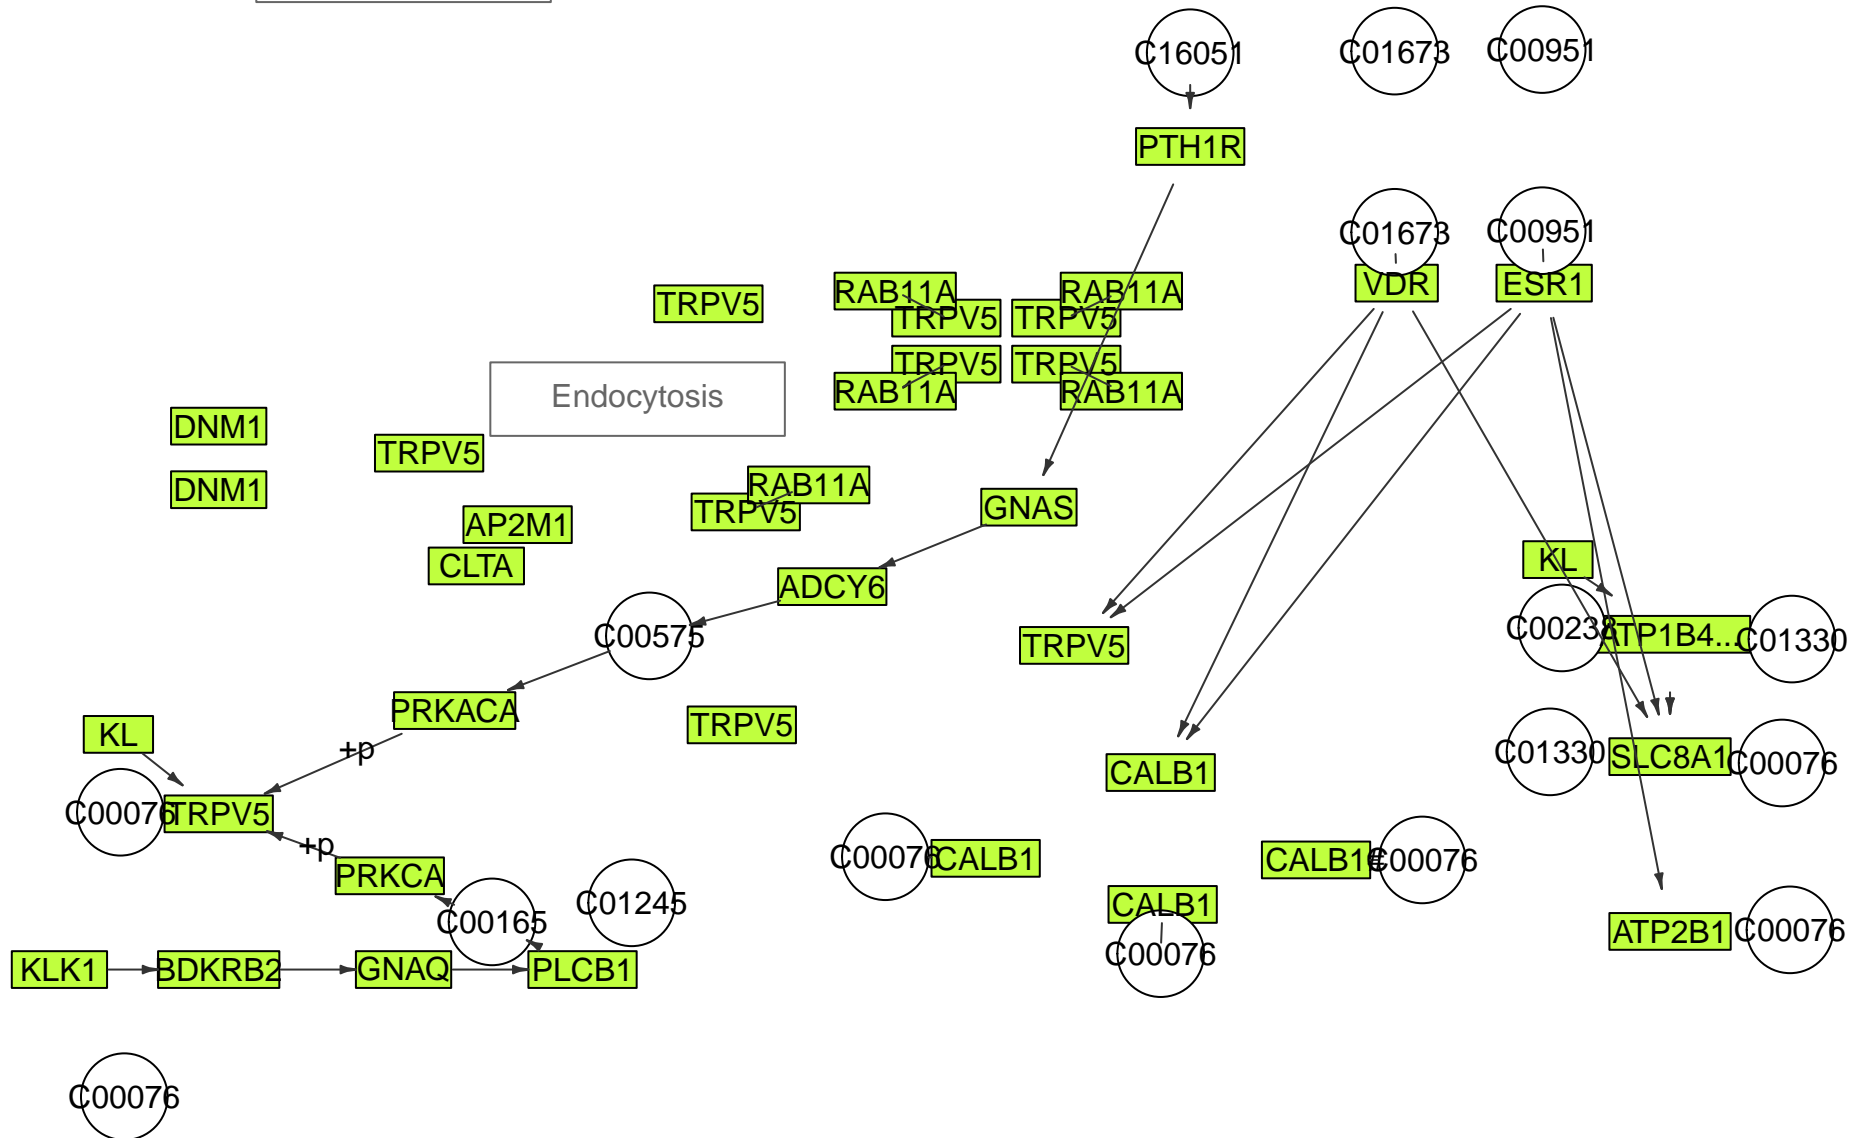 C16051
C01673
C00951
PTH1R
C01673
C00951
VDR
ESR1
TRPV5
RAB11A
RAB11A
TRPV5
TRPV5
TRPV5
TRPV5
RAB11A
RAB11A
Endocytosis
DNM1
TRPV5
DNM1
RAB11A
TRPV5
GNAS
AP2M1
CLTA
KL
ADCY6
C00575
TRPV5
C00238
ATP1B4...
C01330
PRKACA
TRPV5
KL
+p
C01330
SLC8A1
C00076
CALB1
C00076
TRPV5
+p
PRKCA
C00076
CALB1
CALB1
C00076
C01245
CALB1
C00165
ATP2B1
C00076
C00076
KLK1
BDKRB2
GNAQ
PLCB1
C00076